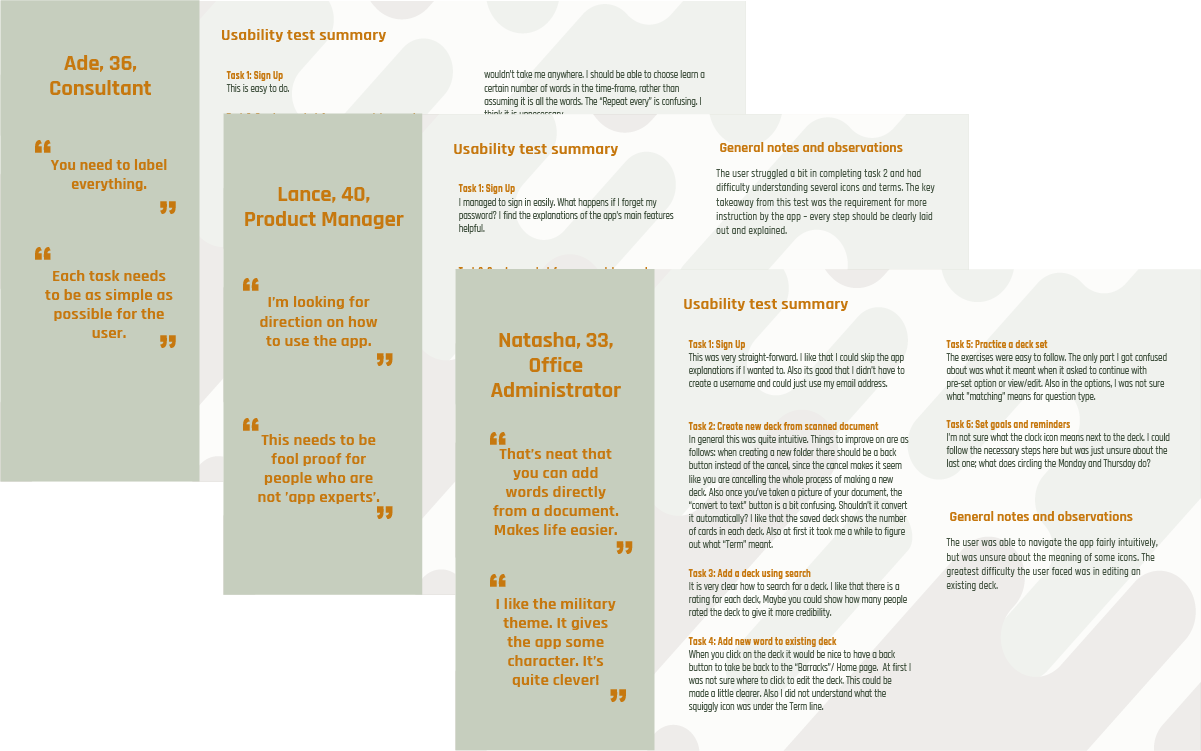 Ade, 36,
Consultant
“
You need to label
everything.
”
“
Each task needs
to be as simple as
possible for the
user.
”
Usability test summary
Task 1: Sign Up
This is easy to do.
wouldn't take me anywhere. I should be able to choose learn a
certain number of words in the time-frame, rather than
assuming it is all the words. The “Repeat every” is confusing. I
think it is unnecessary.
Lance, 40,
Product Manager
“
I'm looking for
direction on how
to use the app.
”
“
This needs to be
fool proof for
people who are
not 'app experts'.
”
Usability test summary
Task 1: Sign Up
I managed to sign in easily. What happens if I forget my
password? I find the explanations of the app's main features
helpful.
General notes and observations
The user struggled a bit in completing task 2 and had
difficulty understanding several icons and terms. The key
takeaway from this test was the requirement for more
instruction by the app – every step should be clearly laid
out and explained.
Natasha, 33,
Office
Administrator
“
That's neat that
you can add
words directly
from a document.
Makes life easier.
”
“
I like the military
theme. It gives
the app some
character. It's
quite clever!
”
Usability test summary
Task 1: Sign Up
This was very straight-forward. I like that I could skip the app
explanations if I wanted to. Also its good that I didn't have to
create a username and could just use my email address.
Task 2: Create new deck from scanned document
In general this was quite intuitive. Things to improve on are as
follows: when creating a new folder there should be a back
button instead of the cancel, since the cancel makes it seem
like you are cancelling the whole process of making a new
deck. Also once you've taken a picture of your document, the
“convert to text” button is a bit confusing. Shouldn't it convert
it automatically? I like that the saved deck shows the number
of cards in each deck. Also at first it took me a while to figure
out what “Term” meant.
Task 3: Add a deck using search
It is very clear how to search for a deck. I like that there is a
rating for each deck. Maybe you could show how many people
rated the deck to give it more credibility.
Task 4: Add new word to existing deck
When you click on the deck it would be nice to have a back
button to take be back to the “Barracks”/ Home page. At first I
was not sure where to click to edit the deck. This could be
made a little clearer. Also I did not understand what the
squiggly icon was under the Term line.
Task 5: Practice a deck set
The exercises were easy to follow. The only part I got confused
about was what it meant when it asked to continue with
pre-set option or view/edit. Also in the options, I was not sure
what "matching" means for question type.
Task 6: Set goals and reminders
I'm not sure what the clock icon means next to the deck. I could
follow the necessary steps here but was just unsure about the
last one; what does circling the Monday and Thursday do?
General notes and observations
The user was able to navigate the app fairly intuitively,
but was unsure about the meaning of some icons. The
greatest difficulty the user faced was in editing an
existing deck.